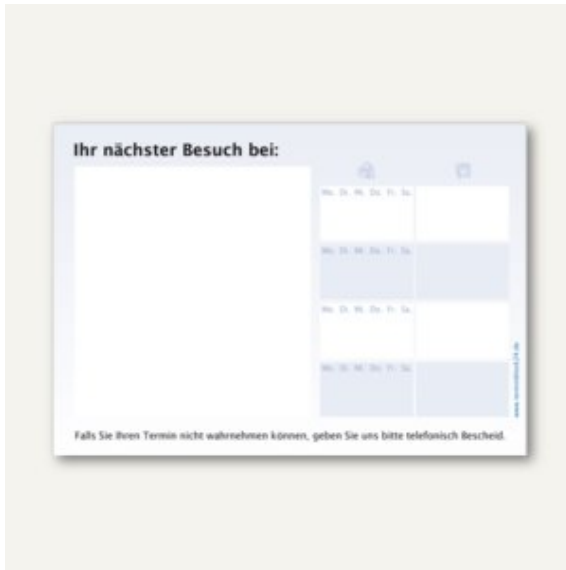 Ihr nächster Besuch bei:
Mo. Di. Mi. Do. Fr. Sa.
Mo. Di. Mi. Do. Fr. Sa.
Mo. Di. Mi. Do. Fr. Sa.
Mo. Di. Mi. Do. Fr. Sa.
Falls Sie Ihren Termin nicht wahrnehmen können, geben Sie uns bitte telefonisch Bescheid.